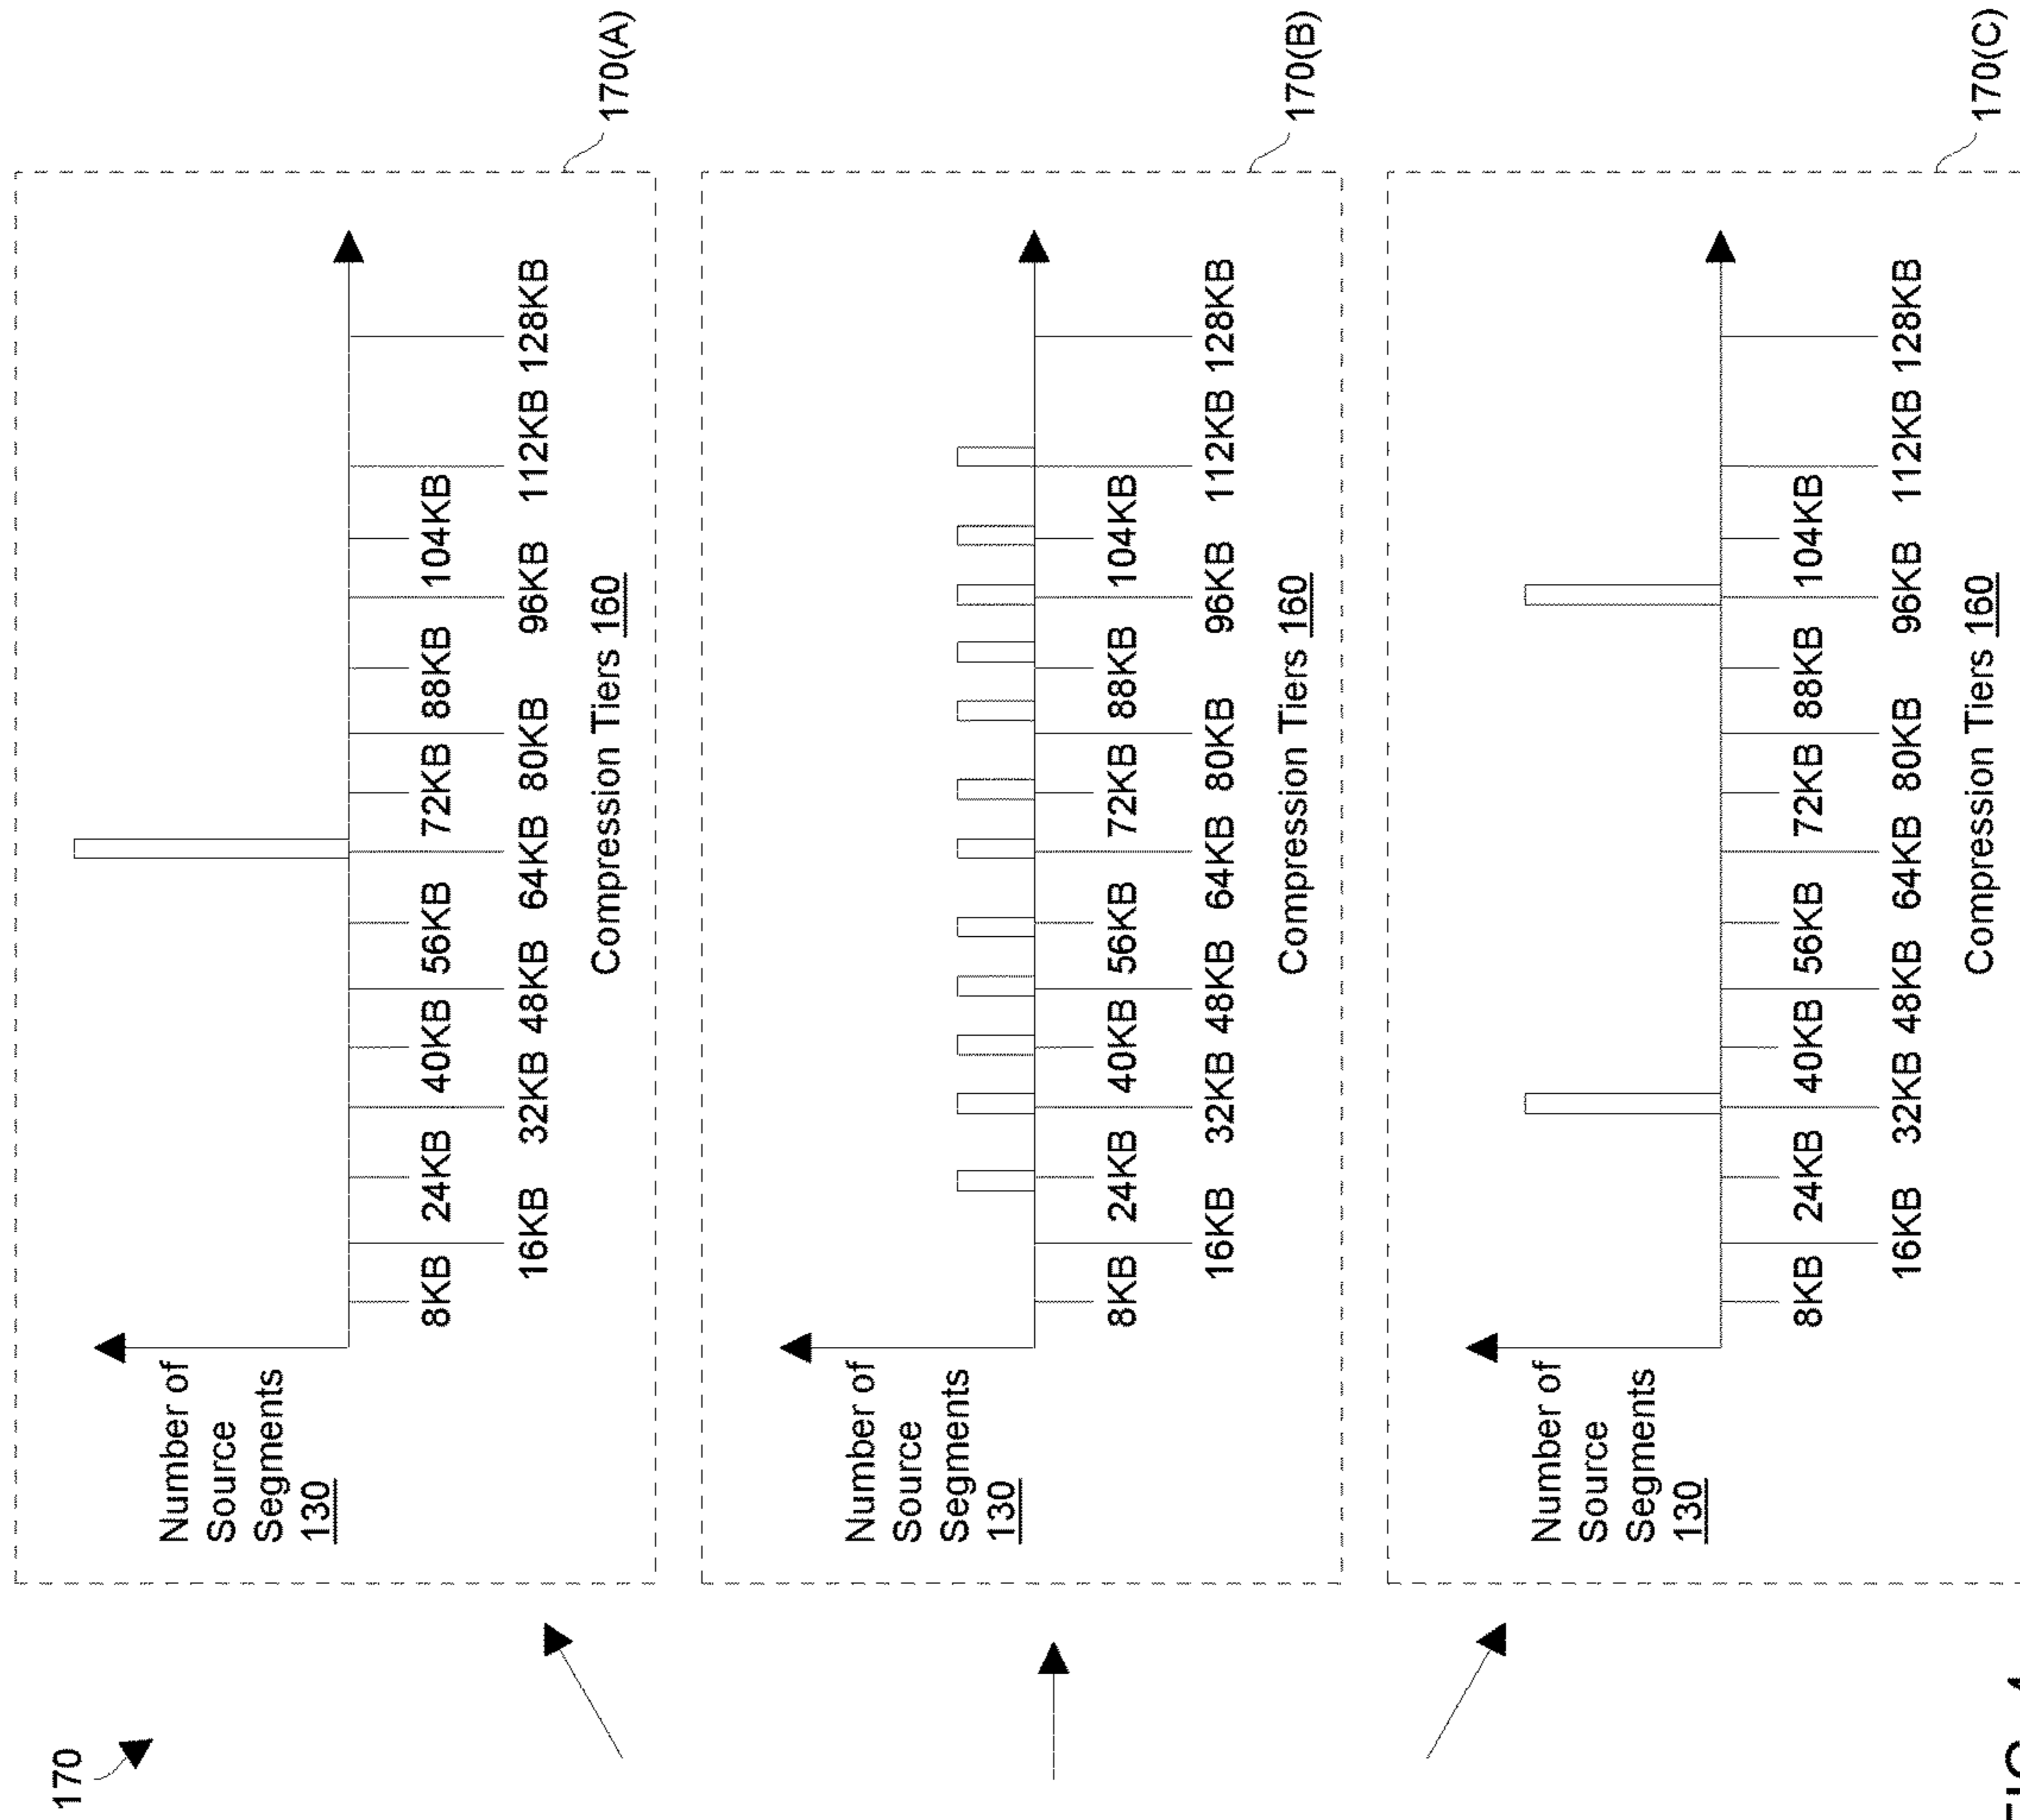 170
Number of
Source
Segments
130
8KB 24KB 40KB 56KB 72KB 88KB 104KB
16KB 32KB 48KB 64KB 80KB 96KB 112KB 128KB
Compression Tiers 160
170(A)
Number of
Source
Segments
130
8KB 24KB 40KB 56KB 72KB 88KB 104KB
16KB 32KB 48KB 64KB 80KB 96KB 112KB 128KB
Compression Tiers 160
170(B)
Number of
Source
Segments
130
8KB 24KB 40KB 56KB 72KB 88KB 104KB
16KB 32KB 48KB 64KB 80KB 96KB 112KB 128KB
Compression Tiers 160
170(C)